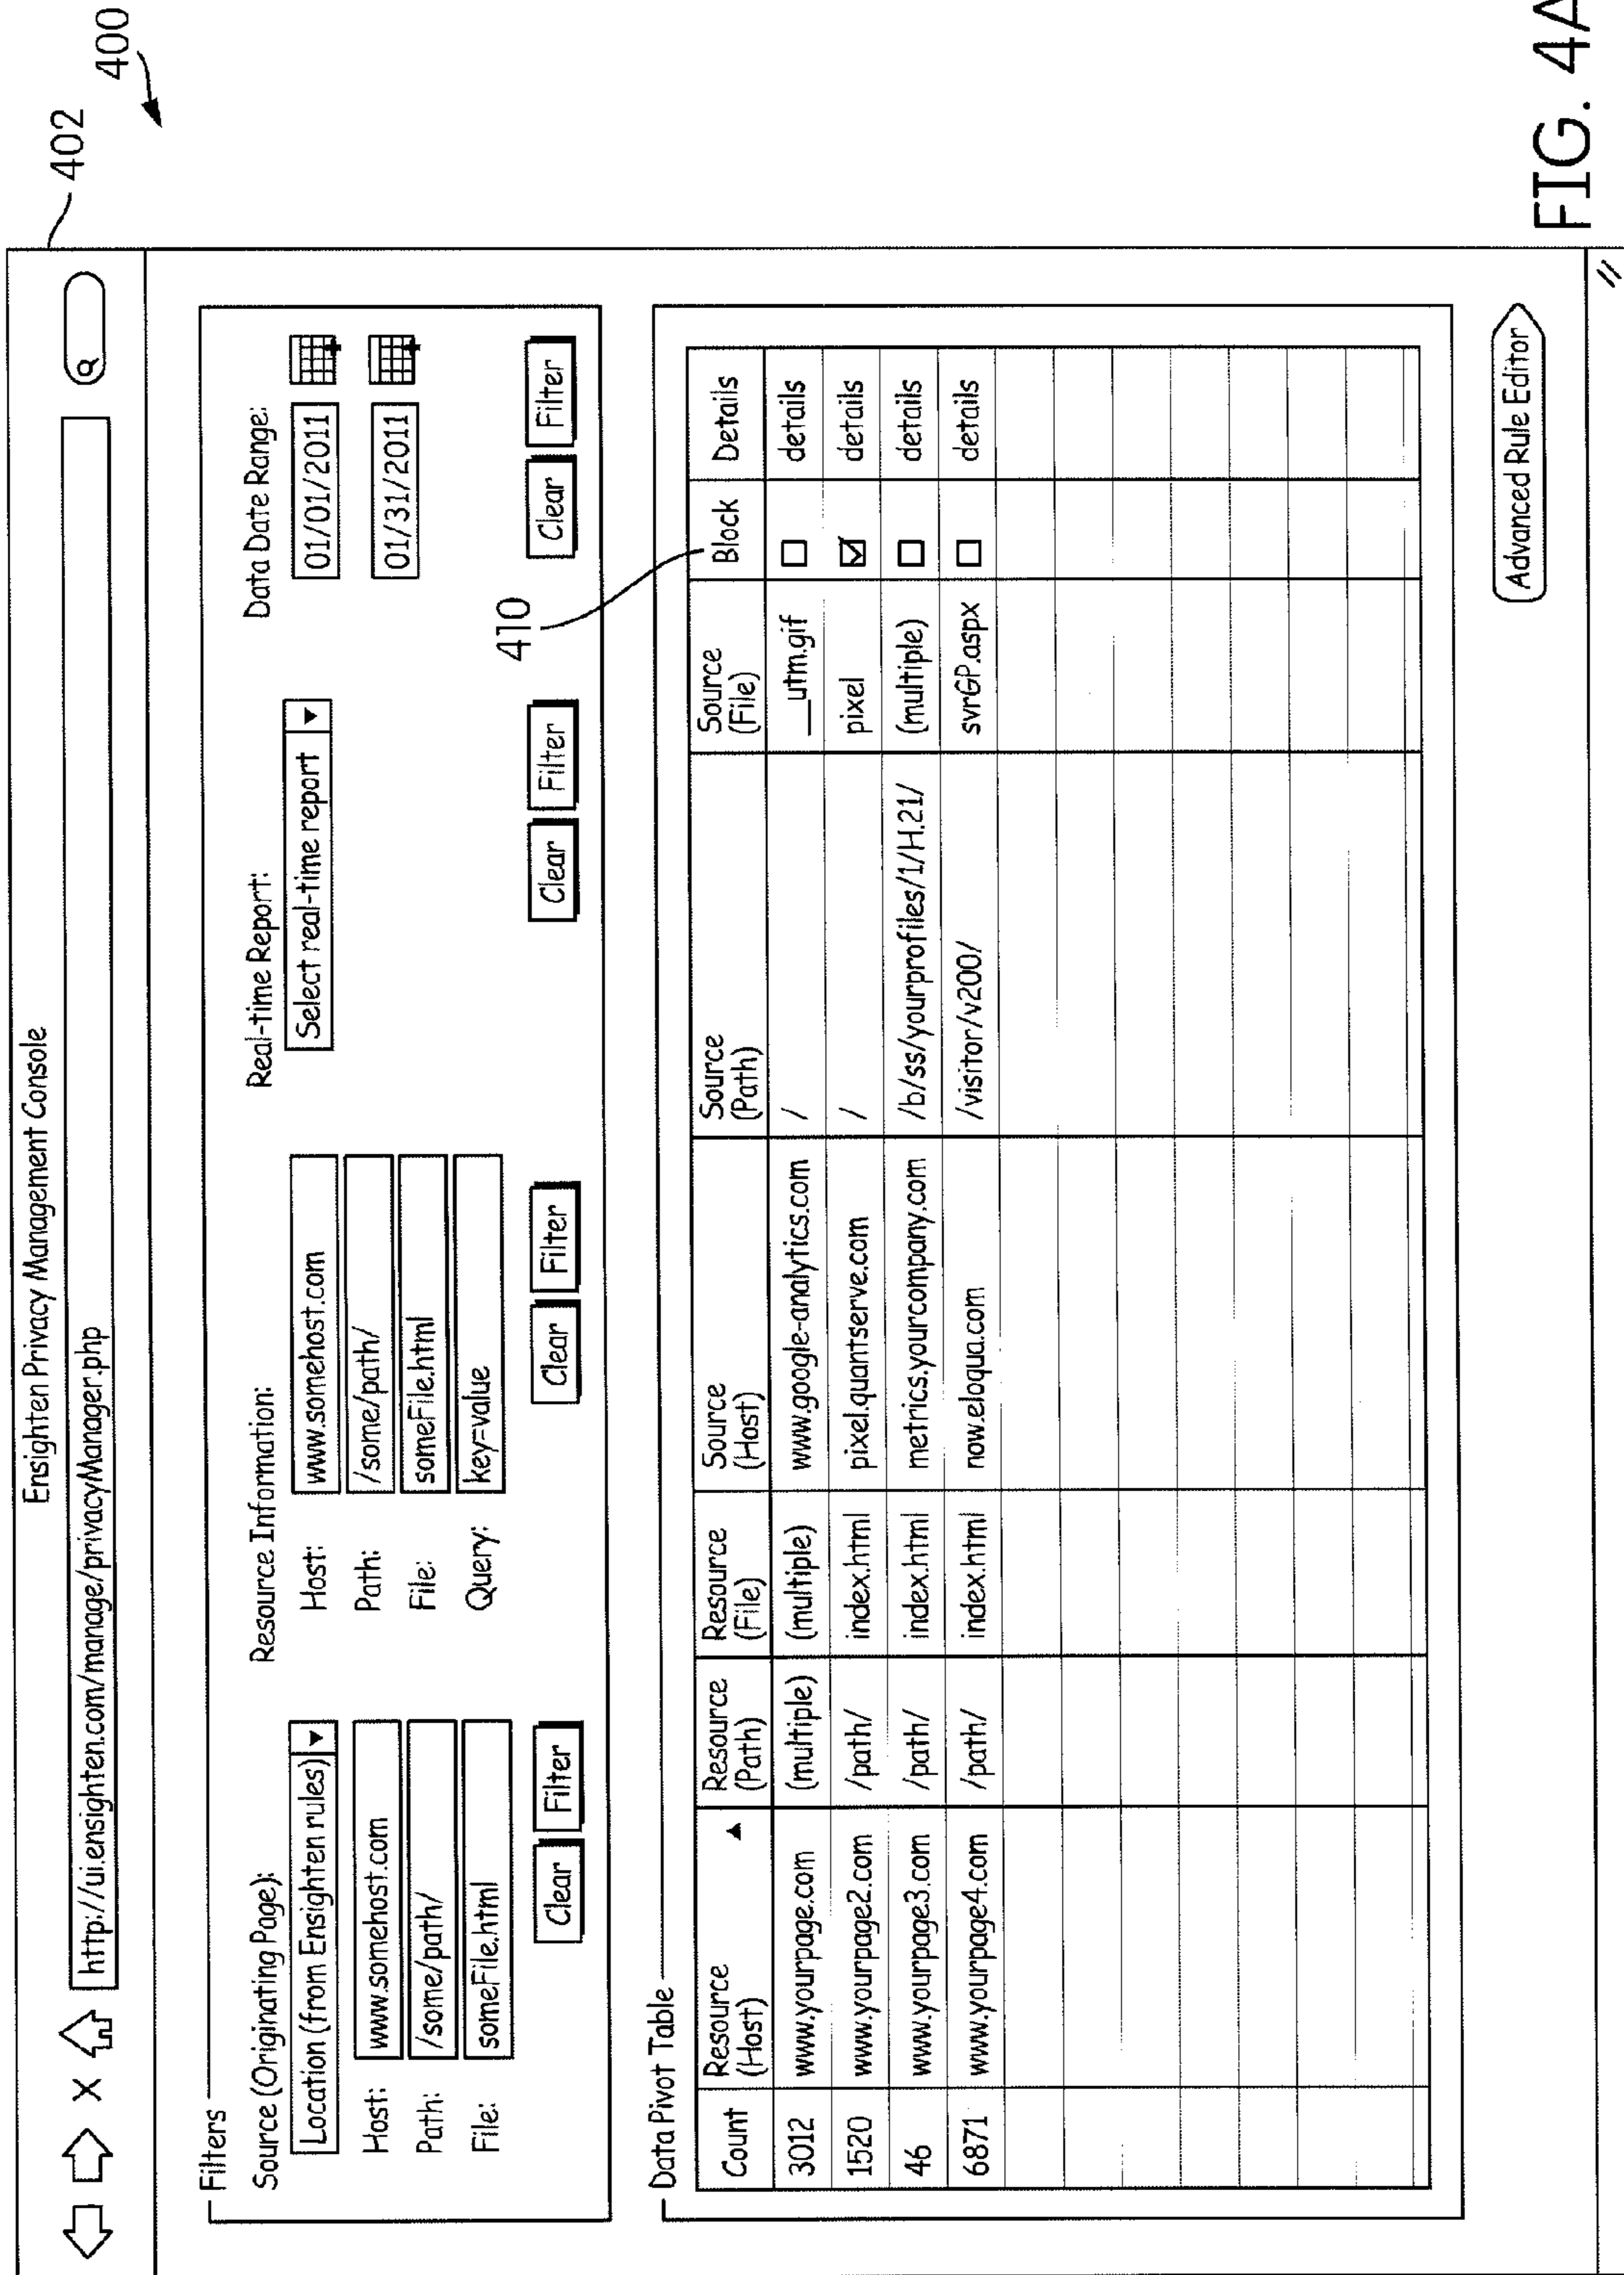 Ensighten Privacy Management Console
402
400
X http://ui.ensighten.com/manage/privacyManager.php
Filters
Source (Originating Page):
Location (from Ensighten rules)
Host: www.somehost.com
Path: /some/path/
File: someFile.html
Clear Filter
Resource Information:
Host: www.somehost.com
Path: /some/path/
File: someFile.html
Query: key=value
Clear Filter
Real-time Report:
Select real-time report
Clear Filter
Data Date Range:
01/01/2011
01/31/2011
Clear Filter
410
Data Pivot Table
Count Resource (Host) Resource (Path) Resource (File) Source (Host) Source (Path) Source (File) Block Details
3012 www.yourpage.com (multiple) (multiple) www.google-analytics.com / __utm.gif details
1520 www.yourpage2.com /path/ index.html pixel.quantserve.com / pixel details
46 www.yourpage3.com /path/ index.html metrics.yourcompany.com /b/ss/yourprofiles/1/H.21/ (multiple) details
6871 www.yourpage4.com /path/ index.html now.eloqua.com /visitor/v200/ svrGP.aspx details
Advanced Rule Editor
FIG. 4A